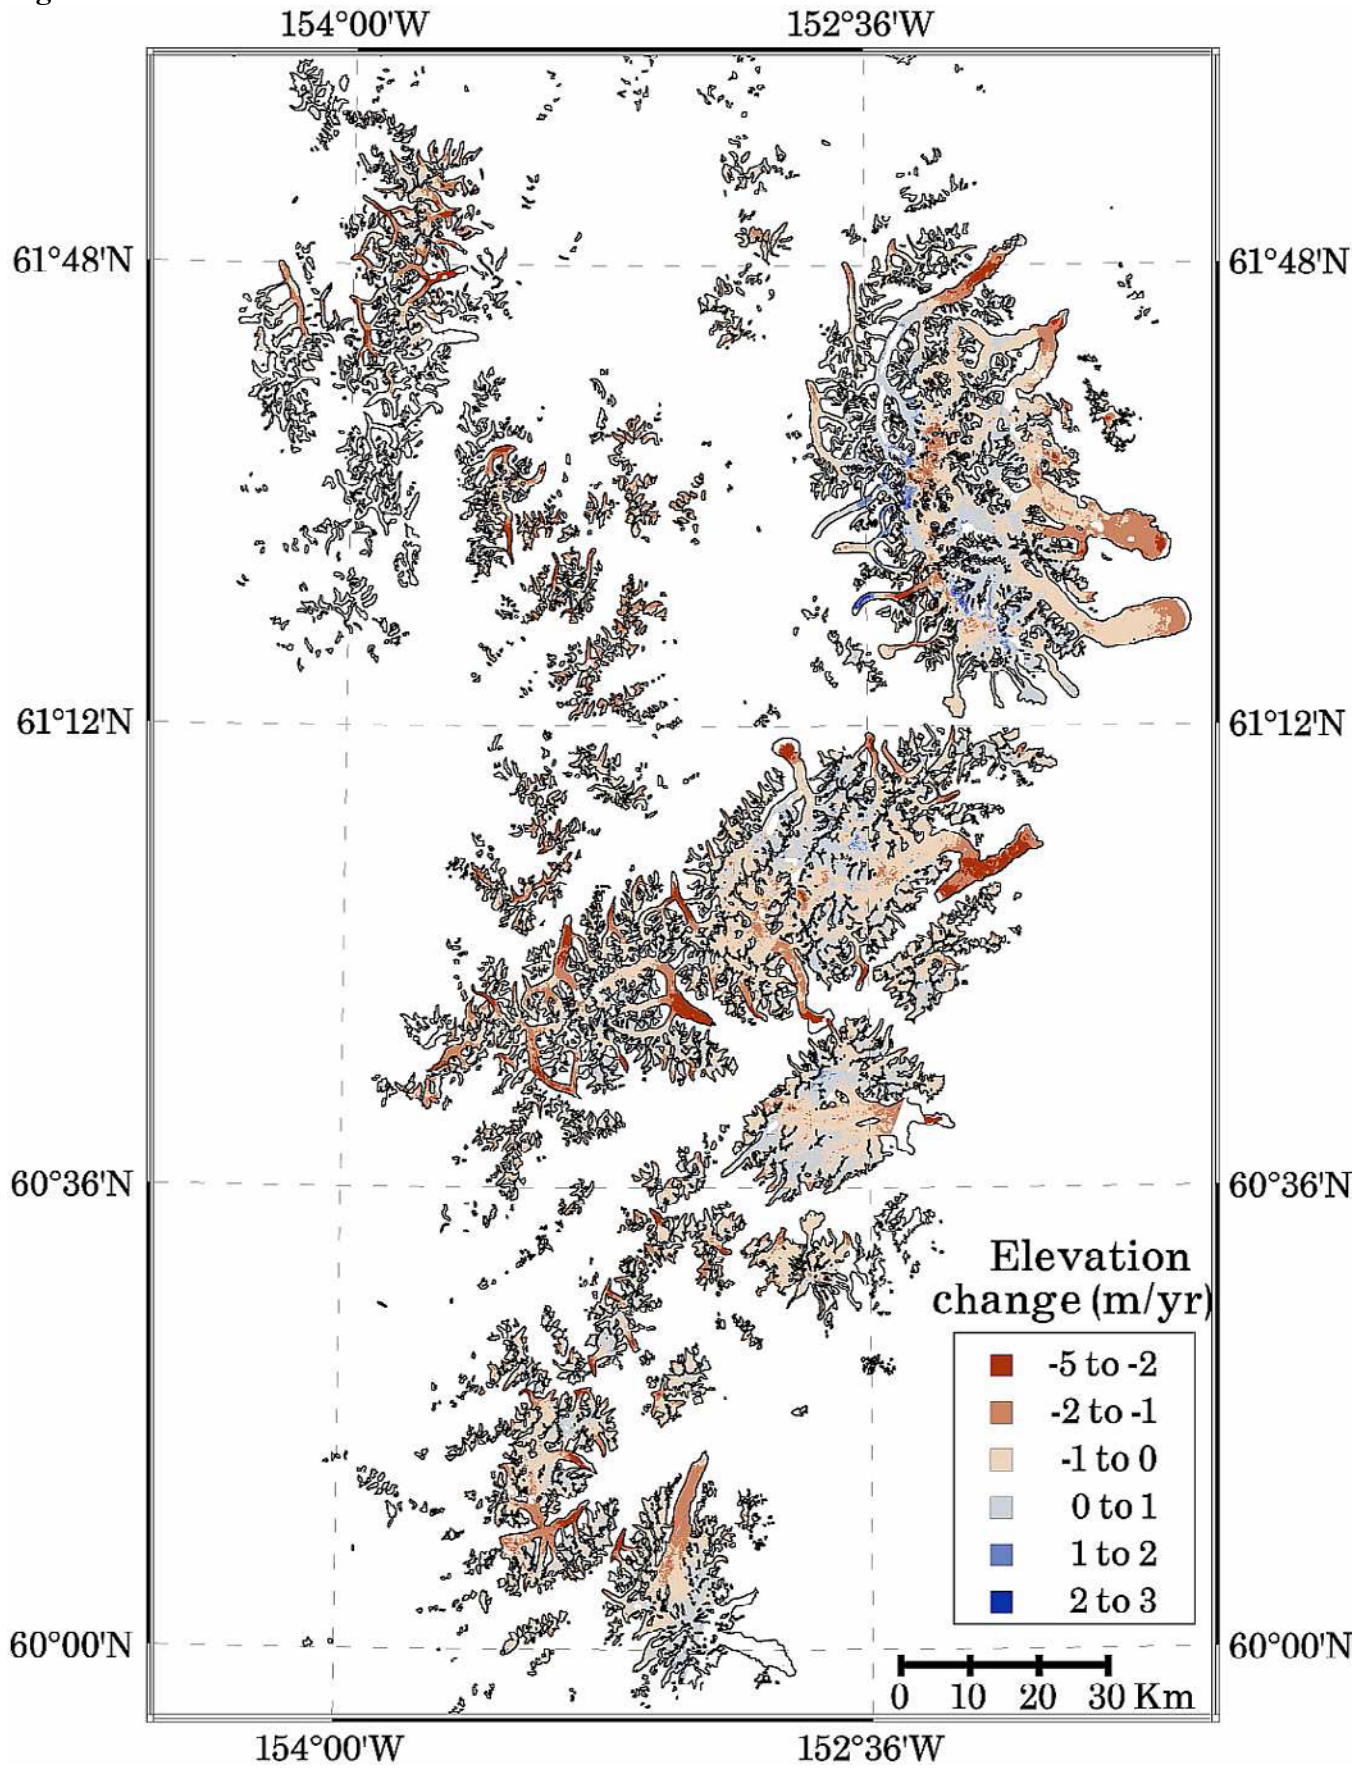 154°00'W 152°36'W
61°48'N 61°48'N
61°12'N 61°12'N
60°36'N 60°36'N
Elevation
change (m/yr)
-5 to -2
-2 to -1
-1 to 0
0 to 1
1 to 2
2 to 3
60°00'N 60°00'N
0 10 20 30 Km
154°00'W 152°36'W